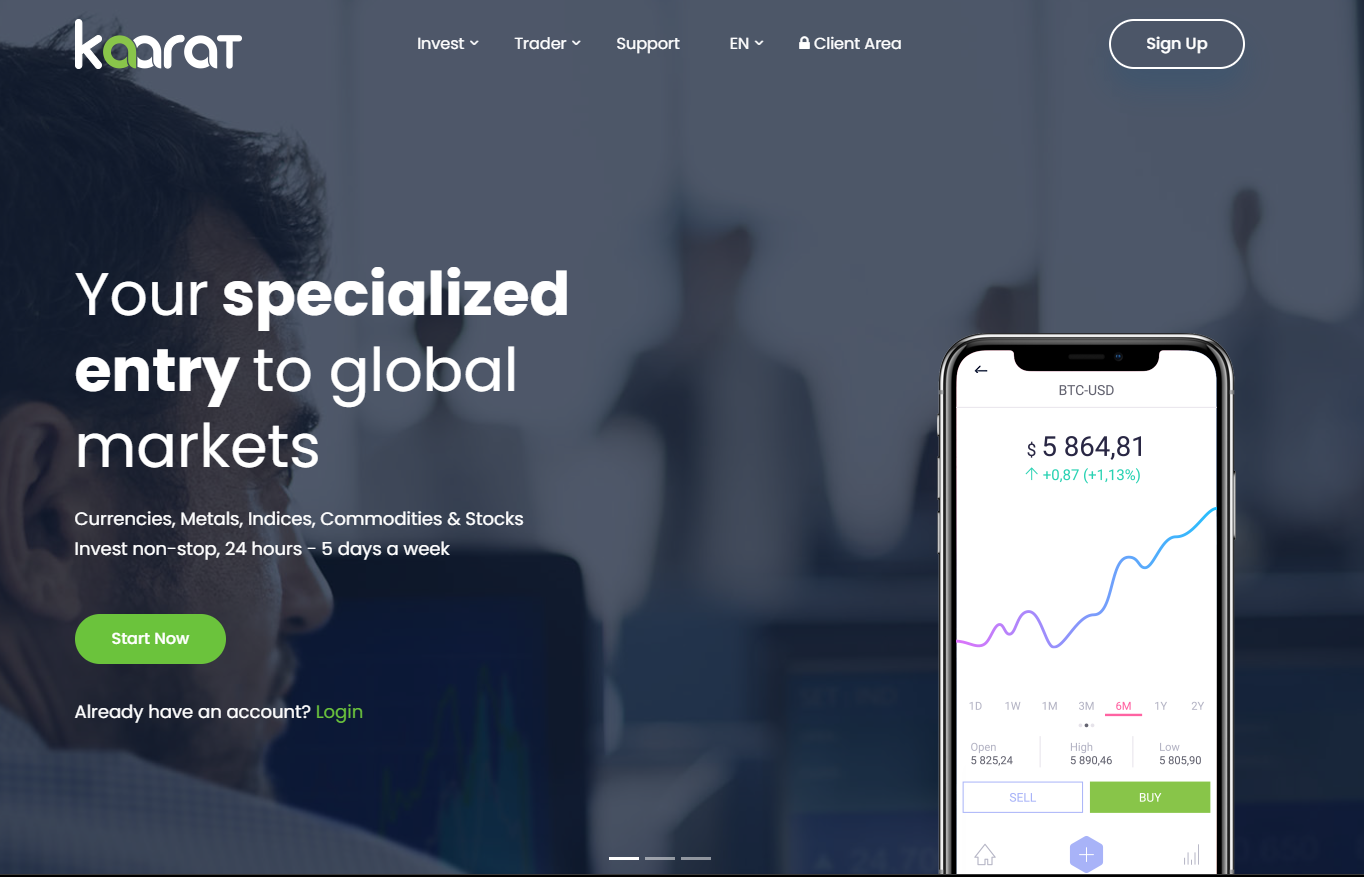 kaarat
Invest Trader Support EN Client Area Sign Up
Your specialized
entry to global
markets
Currencies, Metals, Indices, Commodities & Stocks
Invest non-stop, 24 hours - 5 days a week
Start Now
Already have an account? Login
BTC-USD
$ 5 864,81
+0,87 (+1,13%)
1D 1W 1M 3M 6M 1Y 2Y
Open High Low
5 825,24 5 890,46 5 805,90
SELL BUY